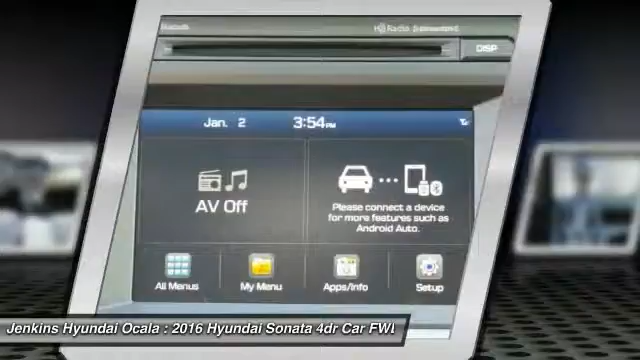 HD Radio
DISP
Jan. 2 3:54 PM
AV Off
Please connect a device
for more features such as
Android Auto.
All Menus My Menu Apps/Info Setup
Jenkins Hyundai Ocala : 2016 Hyundai Sonata 4dr Car FWD